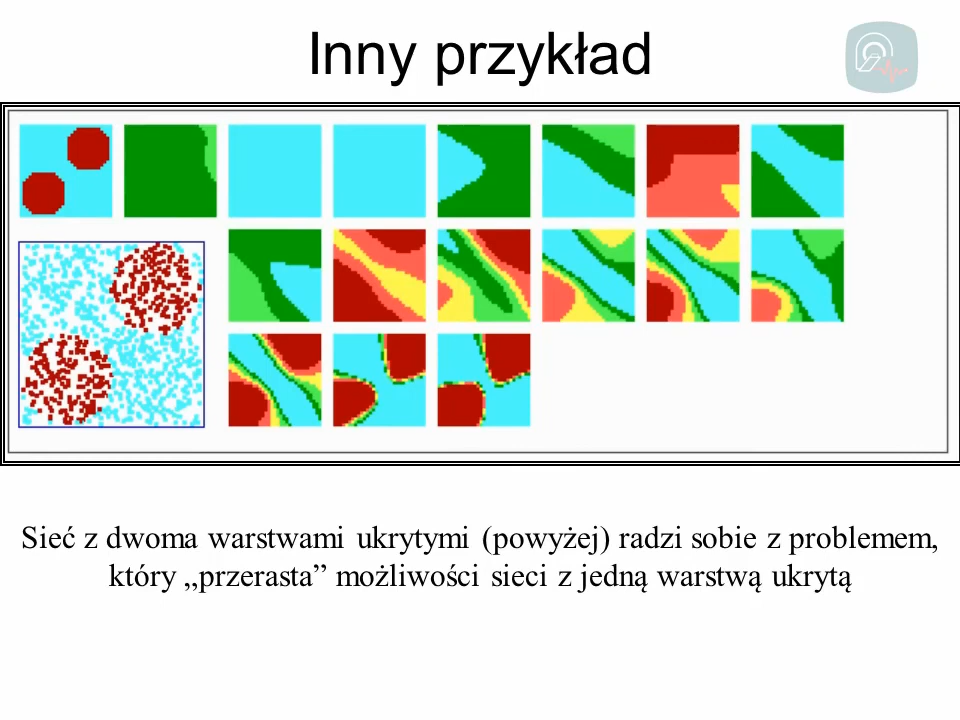 Inny przykład
Sieć z dwoma warstwami ukrytymi (powyżej) radzi sobie z problemem,
który „przerasta” możliwości sieci z jedną warstwą ukrytą